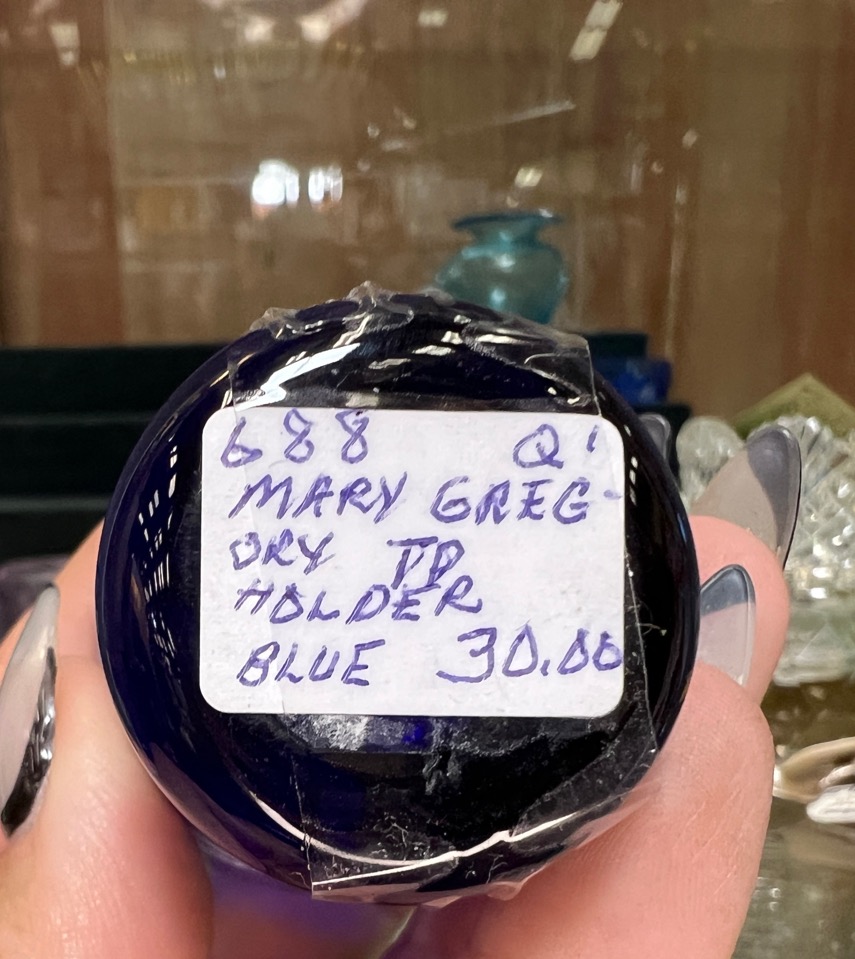 688 Q'
MARY GREG-
ORY TP
HOLDER
BLUE 30.00